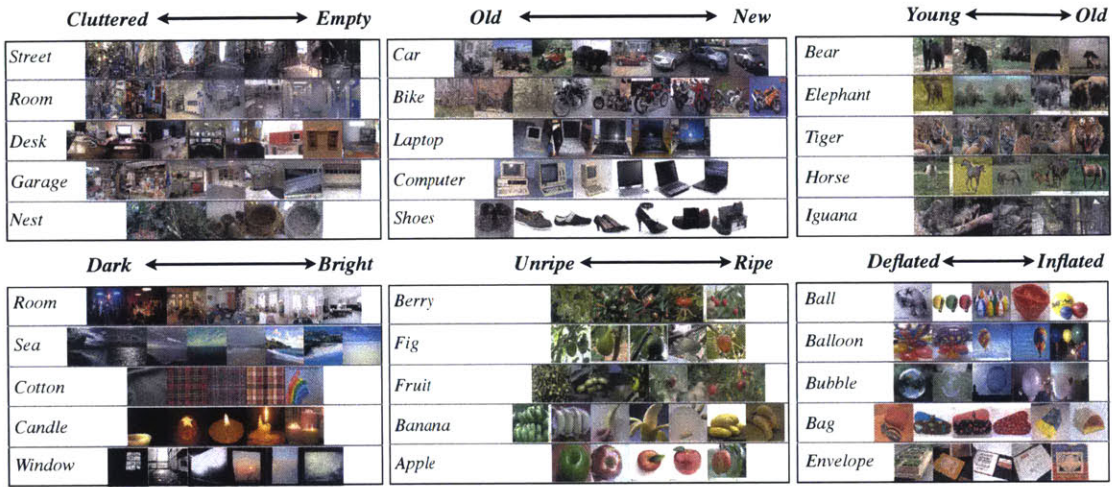 Cluttered Empty
Street
Room
Desk
Garage
Nest
Old New
Car
Bike
Laptop
Computer
Shoes
Young Old
Bear
Elephant
Tiger
Horse
Iguana
Dark Bright
Room
Sea
Cotton
Candle
Window
Unripe Ripe
Berry
Fig
Fruit
Banana
Apple
Deflated Inflated
Ball
Balloon
Bubble
Bag
Envelope